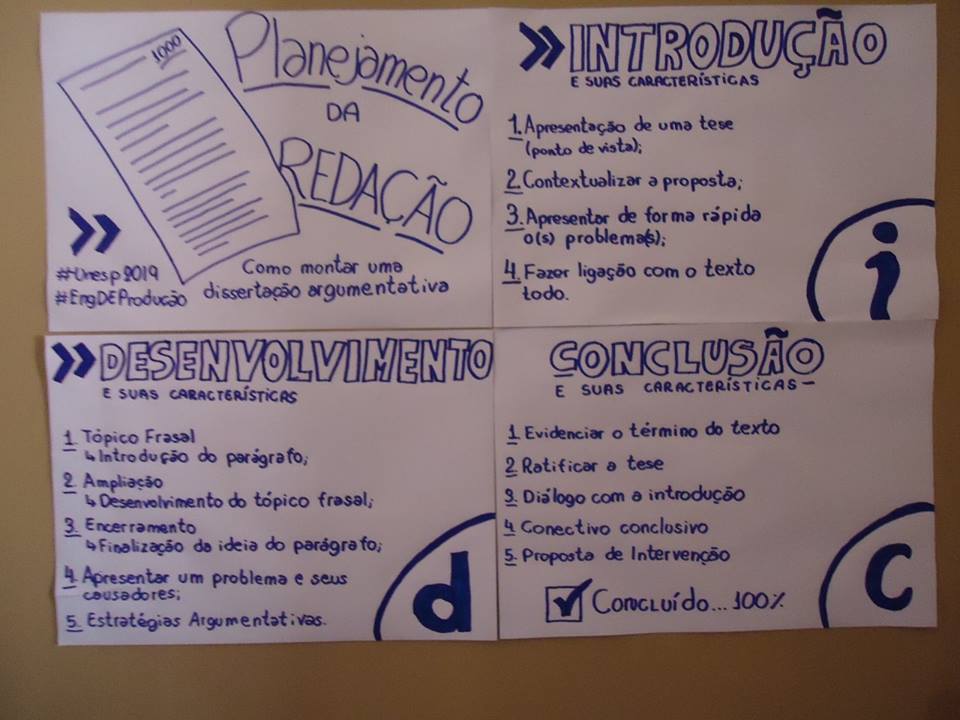 1000
Planejamento
DA
REDAÇÃO
Como montar uma
dissertação argumentativa
#Unesp2019
#EngDEProducão
INTRODUÇÃO
E SUAS CARACTERÍSTICAS
1. Apresentação de uma tese
(ponto de vista);
2. Contextualizar a proposta;
3. Apresentar de forma rápida
o(s) problema(s);
4. Fazer ligação com o texto
todo.
i
DESENVOLVIMENTO
E SUAS CARACTERÍSTICAS
1 Tópico Frasal
↳ Introdução do parágrafo;
2 Ampliação
↳ Desenvolvimento do tópico frasal;
3. Encerramento
↳ Finalização da ideia do parágrafo;
4. Apresentar um problema e seus
causadores;
5. Estratégias Argumentativas.
d
CONCLUSÃO
E SUAS CARACTERÍSTICAS-
1 Evidenciar o término do texto
2 Ratificar a tese
3. Diálogo com a introdução
4 Conectivo conclusivo
5. Proposta de Intervenção
Concluído... 100%
c